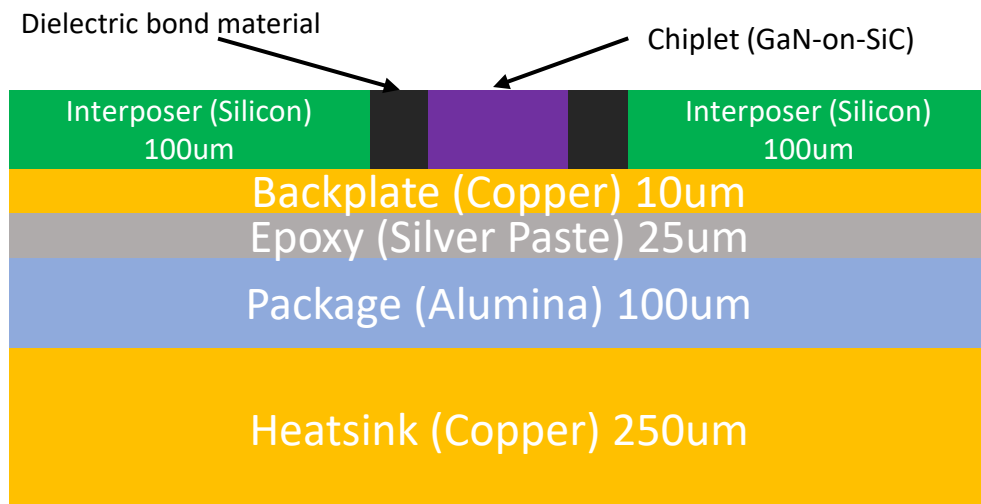 Dielectric bond material
Chiplet (GaN-on-SiC)
Interposer (Silicon)
100um
Interposer (Silicon)
100um
Backplate (Copper) 10um
Epoxy (Silver Paste) 25um
Package (Alumina) 100um
Heatsink (Copper) 250um